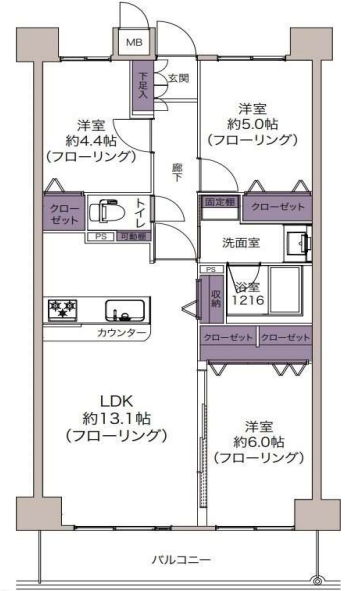 MB
玄関
下足入
洋室
約4.4帖
(フローリング)
洋室
約5.0帖
(フローリング)
廊下
クロー
ゼット
トイレ
固定棚
クローゼット
PS
可動棚
洗面室
PS
収納
浴室
1216
カウンター
クローゼット
クローゼット
LDK
約13.1帖
(フローリング)
洋室
約6.0帖
(フローリング)
バルコニー